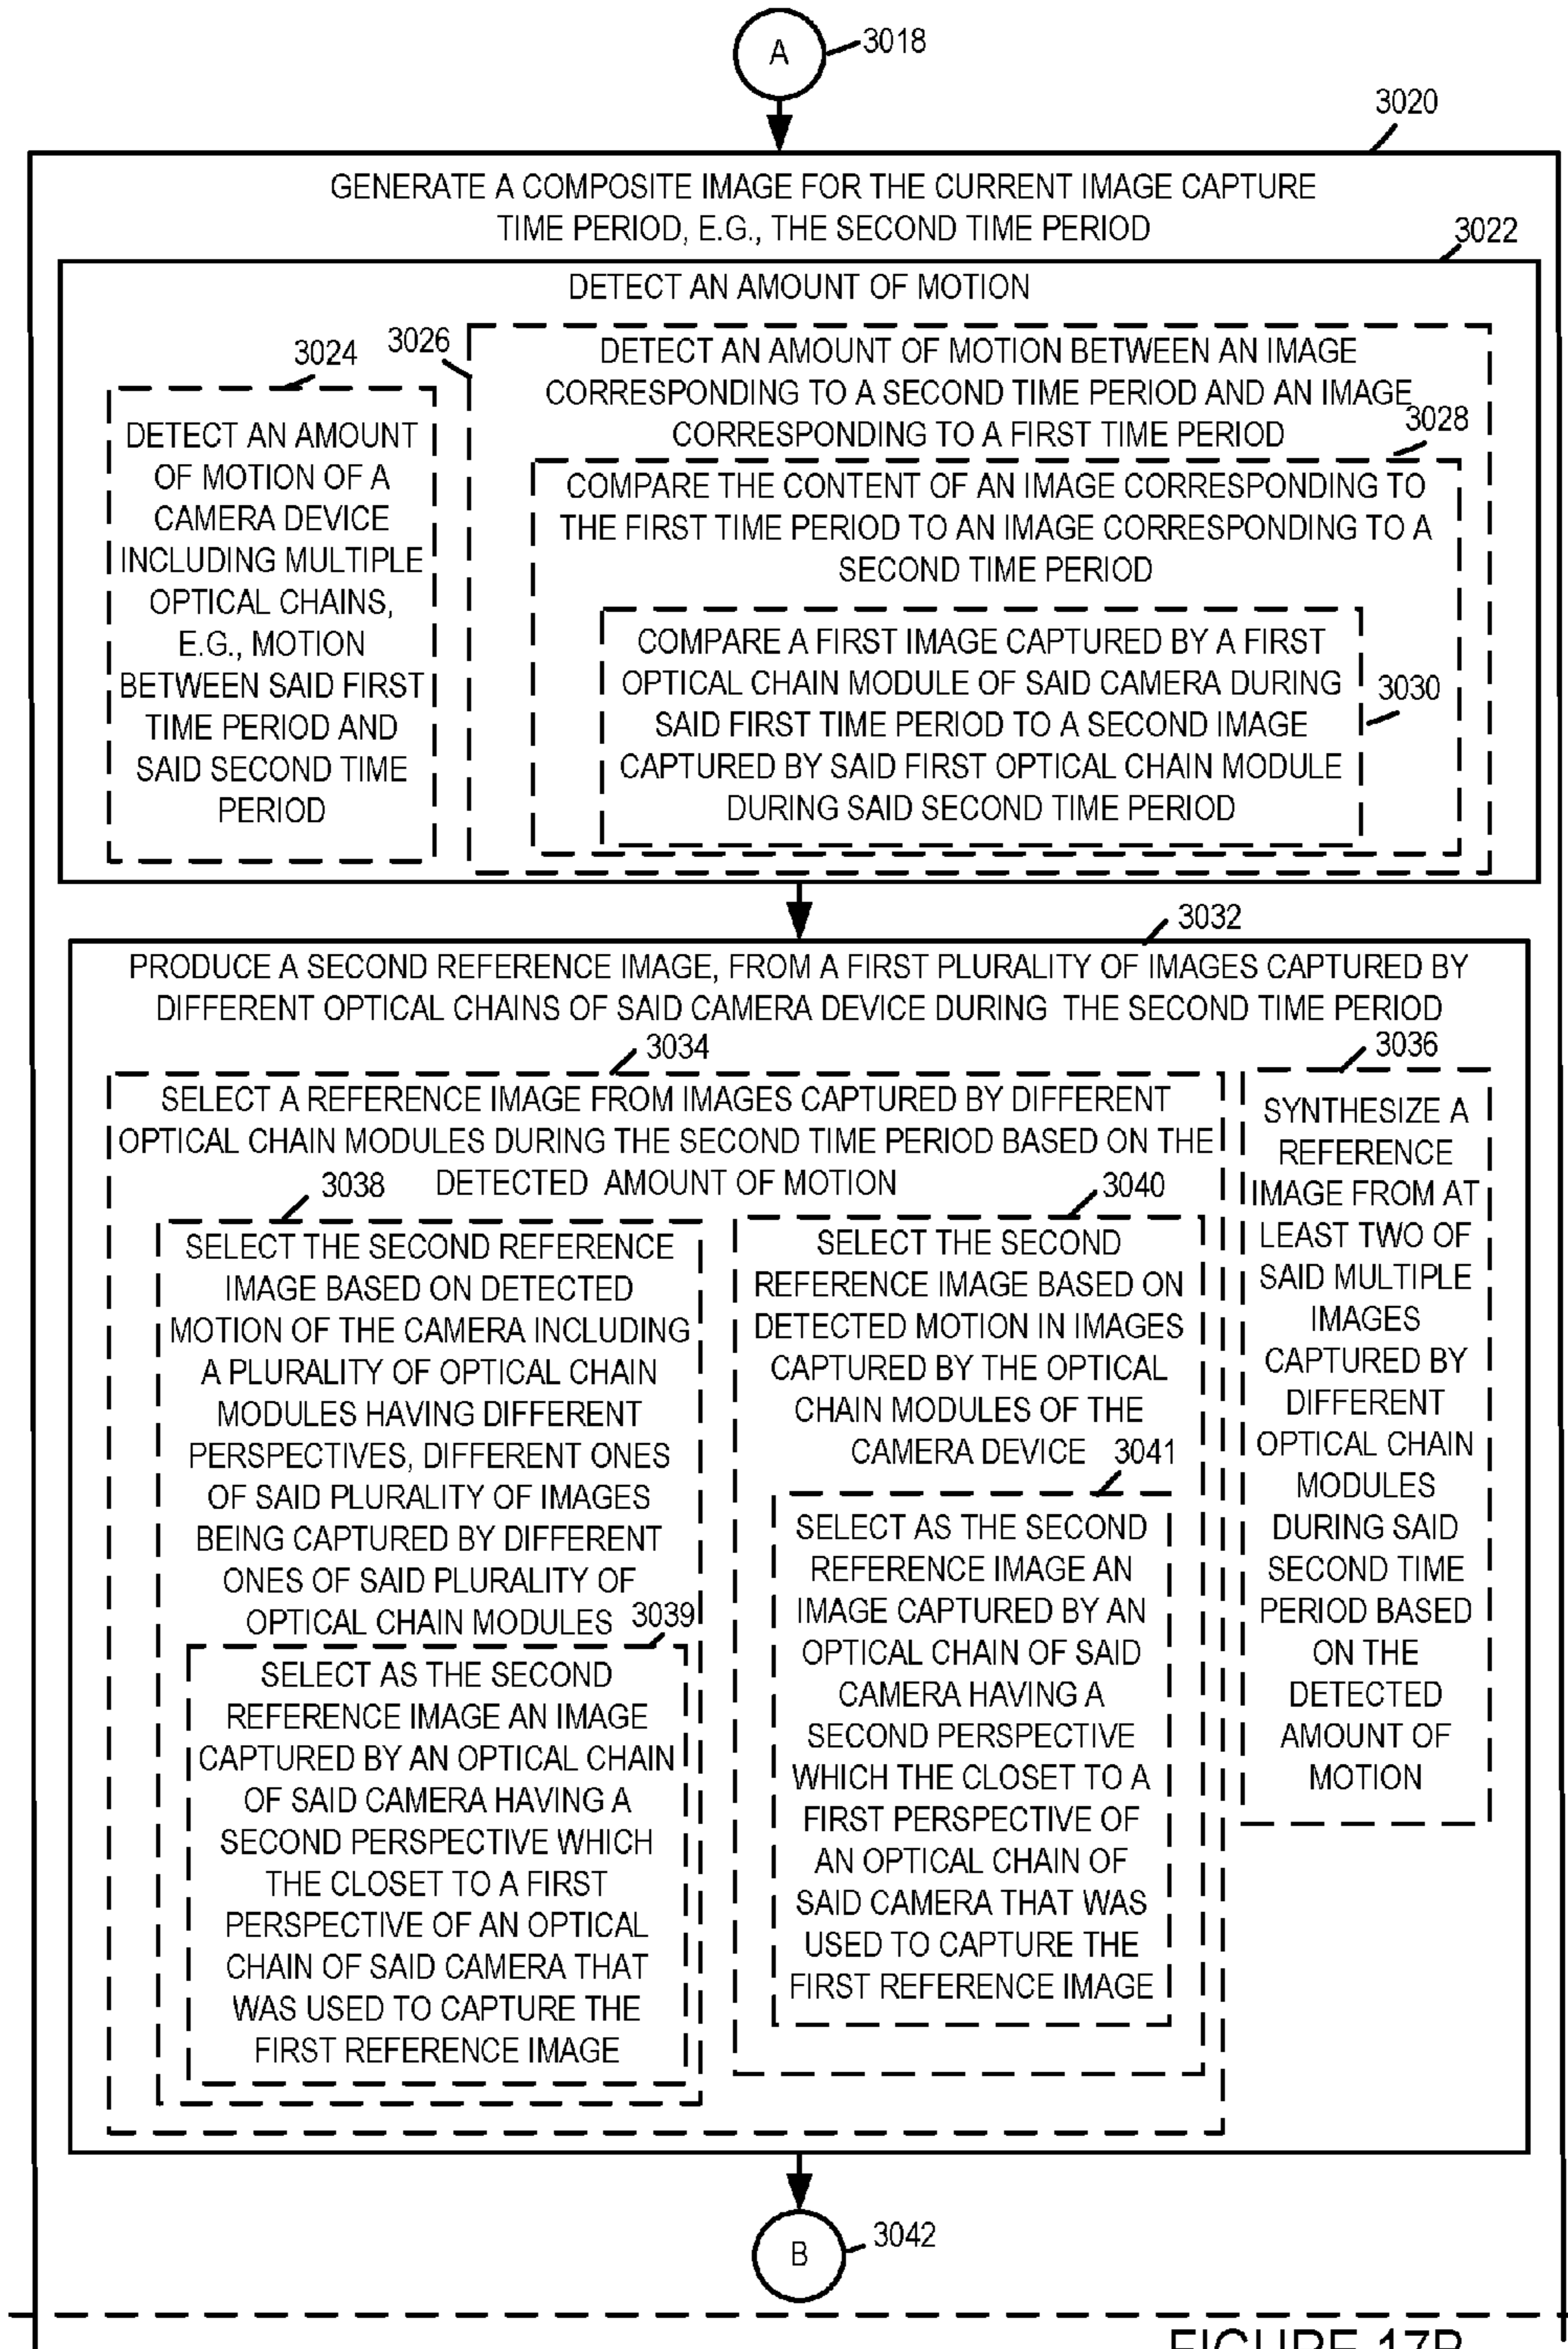 A
3018
3020
GENERATE A COMPOSITE IMAGE FOR THE CURRENT IMAGE CAPTURE
TIME PERIOD, E.G., THE SECOND TIME PERIOD
3022
DETECT AN AMOUNT OF MOTION
3024
DETECT AN AMOUNT
OF MOTION OF A
CAMERA DEVICE
INCLUDING MULTIPLE
OPTICAL CHAINS,
E.G., MOTION
BETWEEN SAID FIRST
TIME PERIOD AND
SAID SECOND TIME
PERIOD
3026
DETECT AN AMOUNT OF MOTION BETWEEN AN IMAGE
CORRESPONDING TO A SECOND TIME PERIOD AND AN IMAGE
CORRESPONDING TO A FIRST TIME PERIOD
3028
COMPARE THE CONTENT OF AN IMAGE CORRESPONDING TO
THE FIRST TIME PERIOD TO AN IMAGE CORRESPONDING TO A
SECOND TIME PERIOD
COMPARE A FIRST IMAGE CAPTURED BY A FIRST
OPTICAL CHAIN MODULE OF SAID CAMERA DURING
SAID FIRST TIME PERIOD TO A SECOND IMAGE
CAPTURED BY SAID FIRST OPTICAL CHAIN MODULE
DURING SAID SECOND TIME PERIOD
3030
3032
PRODUCE A SECOND REFERENCE IMAGE, FROM A FIRST PLURALITY OF IMAGES CAPTURED BY
DIFFERENT OPTICAL CHAINS OF SAID CAMERA DEVICE DURING THE SECOND TIME PERIOD
3034
SELECT A REFERENCE IMAGE FROM IMAGES CAPTURED BY DIFFERENT
OPTICAL CHAIN MODULES DURING THE SECOND TIME PERIOD BASED ON THE
DETECTED AMOUNT OF MOTION
3038
SELECT THE SECOND REFERENCE
IMAGE BASED ON DETECTED
MOTION OF THE CAMERA INCLUDING
A PLURALITY OF OPTICAL CHAIN
MODULES HAVING DIFFERENT
PERSPECTIVES, DIFFERENT ONES
OF SAID PLURALITY OF IMAGES
BEING CAPTURED BY DIFFERENT
ONES OF SAID PLURALITY OF
OPTICAL CHAIN MODULES
3039
SELECT AS THE SECOND
REFERENCE IMAGE AN IMAGE
CAPTURED BY AN OPTICAL CHAIN
OF SAID CAMERA HAVING A
SECOND PERSPECTIVE WHICH
THE CLOSET TO A FIRST
PERSPECTIVE OF AN OPTICAL
CHAIN OF SAID CAMERA THAT
WAS USED TO CAPTURE THE
FIRST REFERENCE IMAGE
3040
SELECT THE SECOND
REFERENCE IMAGE BASED ON
DETECTED MOTION IN IMAGES
CAPTURED BY THE OPTICAL
CHAIN MODULES OF THE
CAMERA DEVICE
3041
SELECT AS THE SECOND
REFERENCE IMAGE AN
IMAGE CAPTURED BY AN
OPTICAL CHAIN OF SAID
CAMERA HAVING A
SECOND PERSPECTIVE
WHICH THE CLOSET TO A
FIRST PERSPECTIVE OF
AN OPTICAL CHAIN OF
SAID CAMERA THAT WAS
USED TO CAPTURE THE
FIRST REFERENCE IMAGE
3036
SYNTHESIZE A
REFERENCE
IMAGE FROM AT
LEAST TWO OF
SAID MULTIPLE
IMAGES
CAPTURED BY
DIFFERENT
OPTICAL CHAIN
MODULES
DURING SAID
SECOND TIME
PERIOD BASED
ON THE
DETECTED
AMOUNT OF
MOTION
B
3042
FIGURE 17B